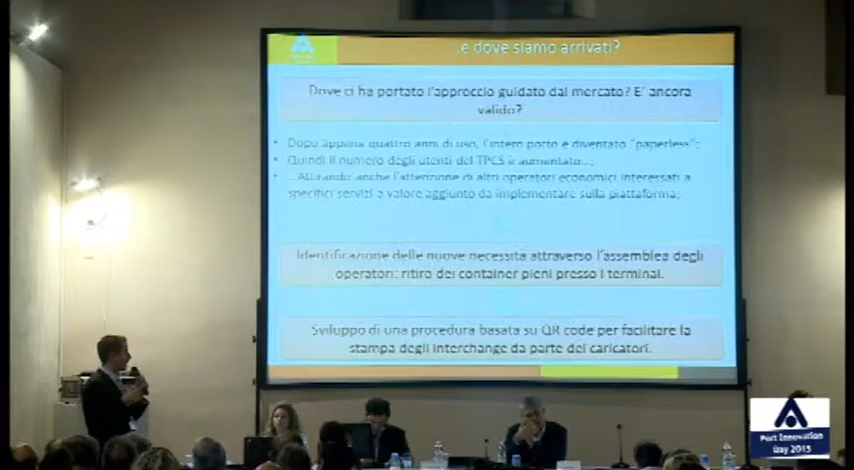 ..e dove siamo arrivati?
Dove ci ha portato l'approccio guidato dal mercato? E' ancora
valido?
• Dopo appena quattro anni di uso, l'intero porto è diventato "paperless";
• Quindi il numero degli utenti del TPCS è aumentato...;
• ..Attirando anche l'attenzione di altri operatori economici interessati a
specifici servizi a valore aggiunto da implementare sulla piattaforma;
Identificazione delle nuove necessità attraverso l'assemblea degli
operatori: ritiro dei container pieni presso i terminal.
Sviluppo di una procedura basata su QR code per facilitare la
stampa degli interchange da parte dei caricatori.
Port Innovation
Day 2015